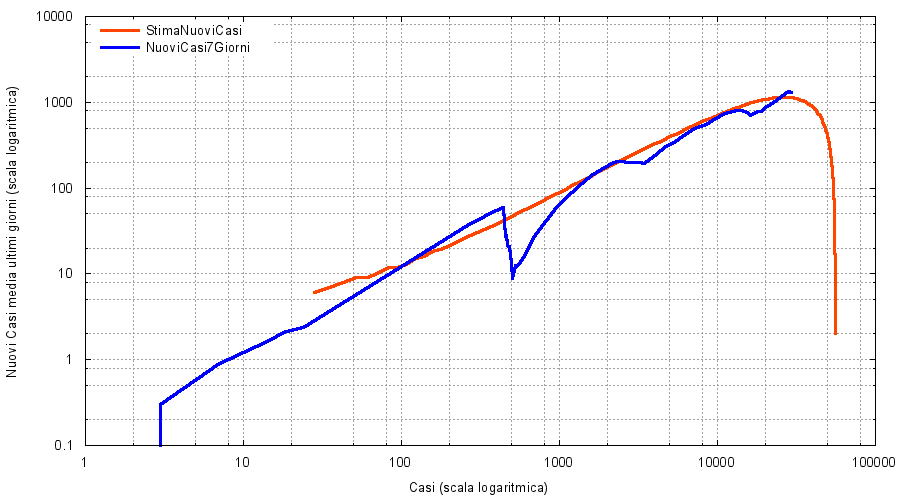 10000
StimaNuoviCasi
NuoviCasi7Giorni
1000
100
10
1
0.1
Nuovi Casi media ultimi giorni (scala logaritmica)
1 10 100 1000 10000 100000
Casi (scala logaritmica)